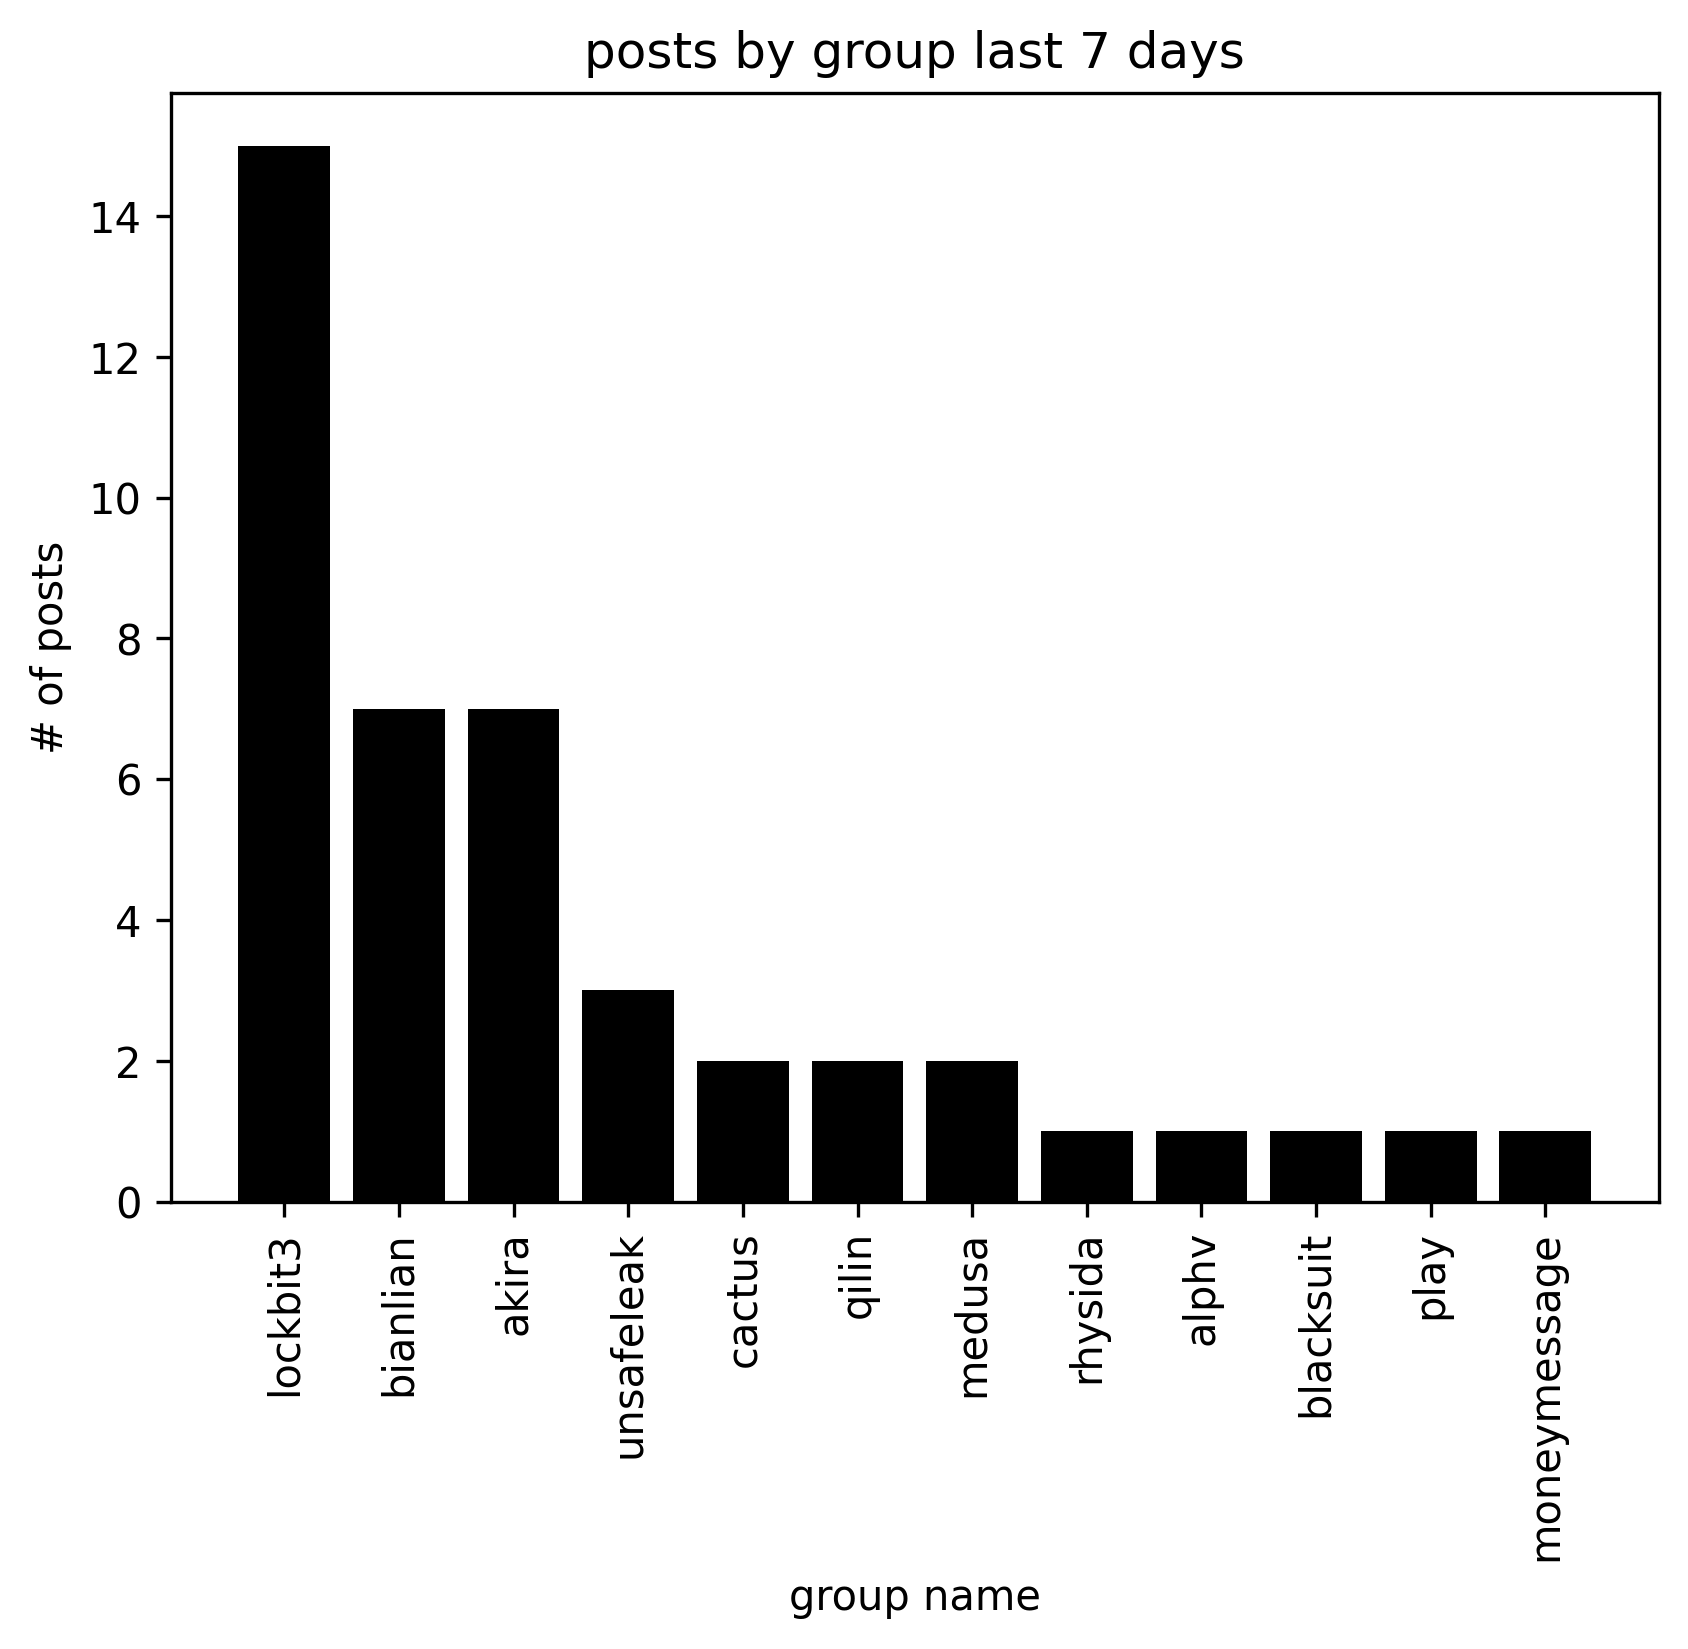 posts by group last 7 days
# of posts
14
12
10
8
6
4
2
0
lockbit3
bianlian
akira
unsafeleak
cactus
qilin
medusa
rhysida
alphv
blacksuit
play
moneymessage
group name